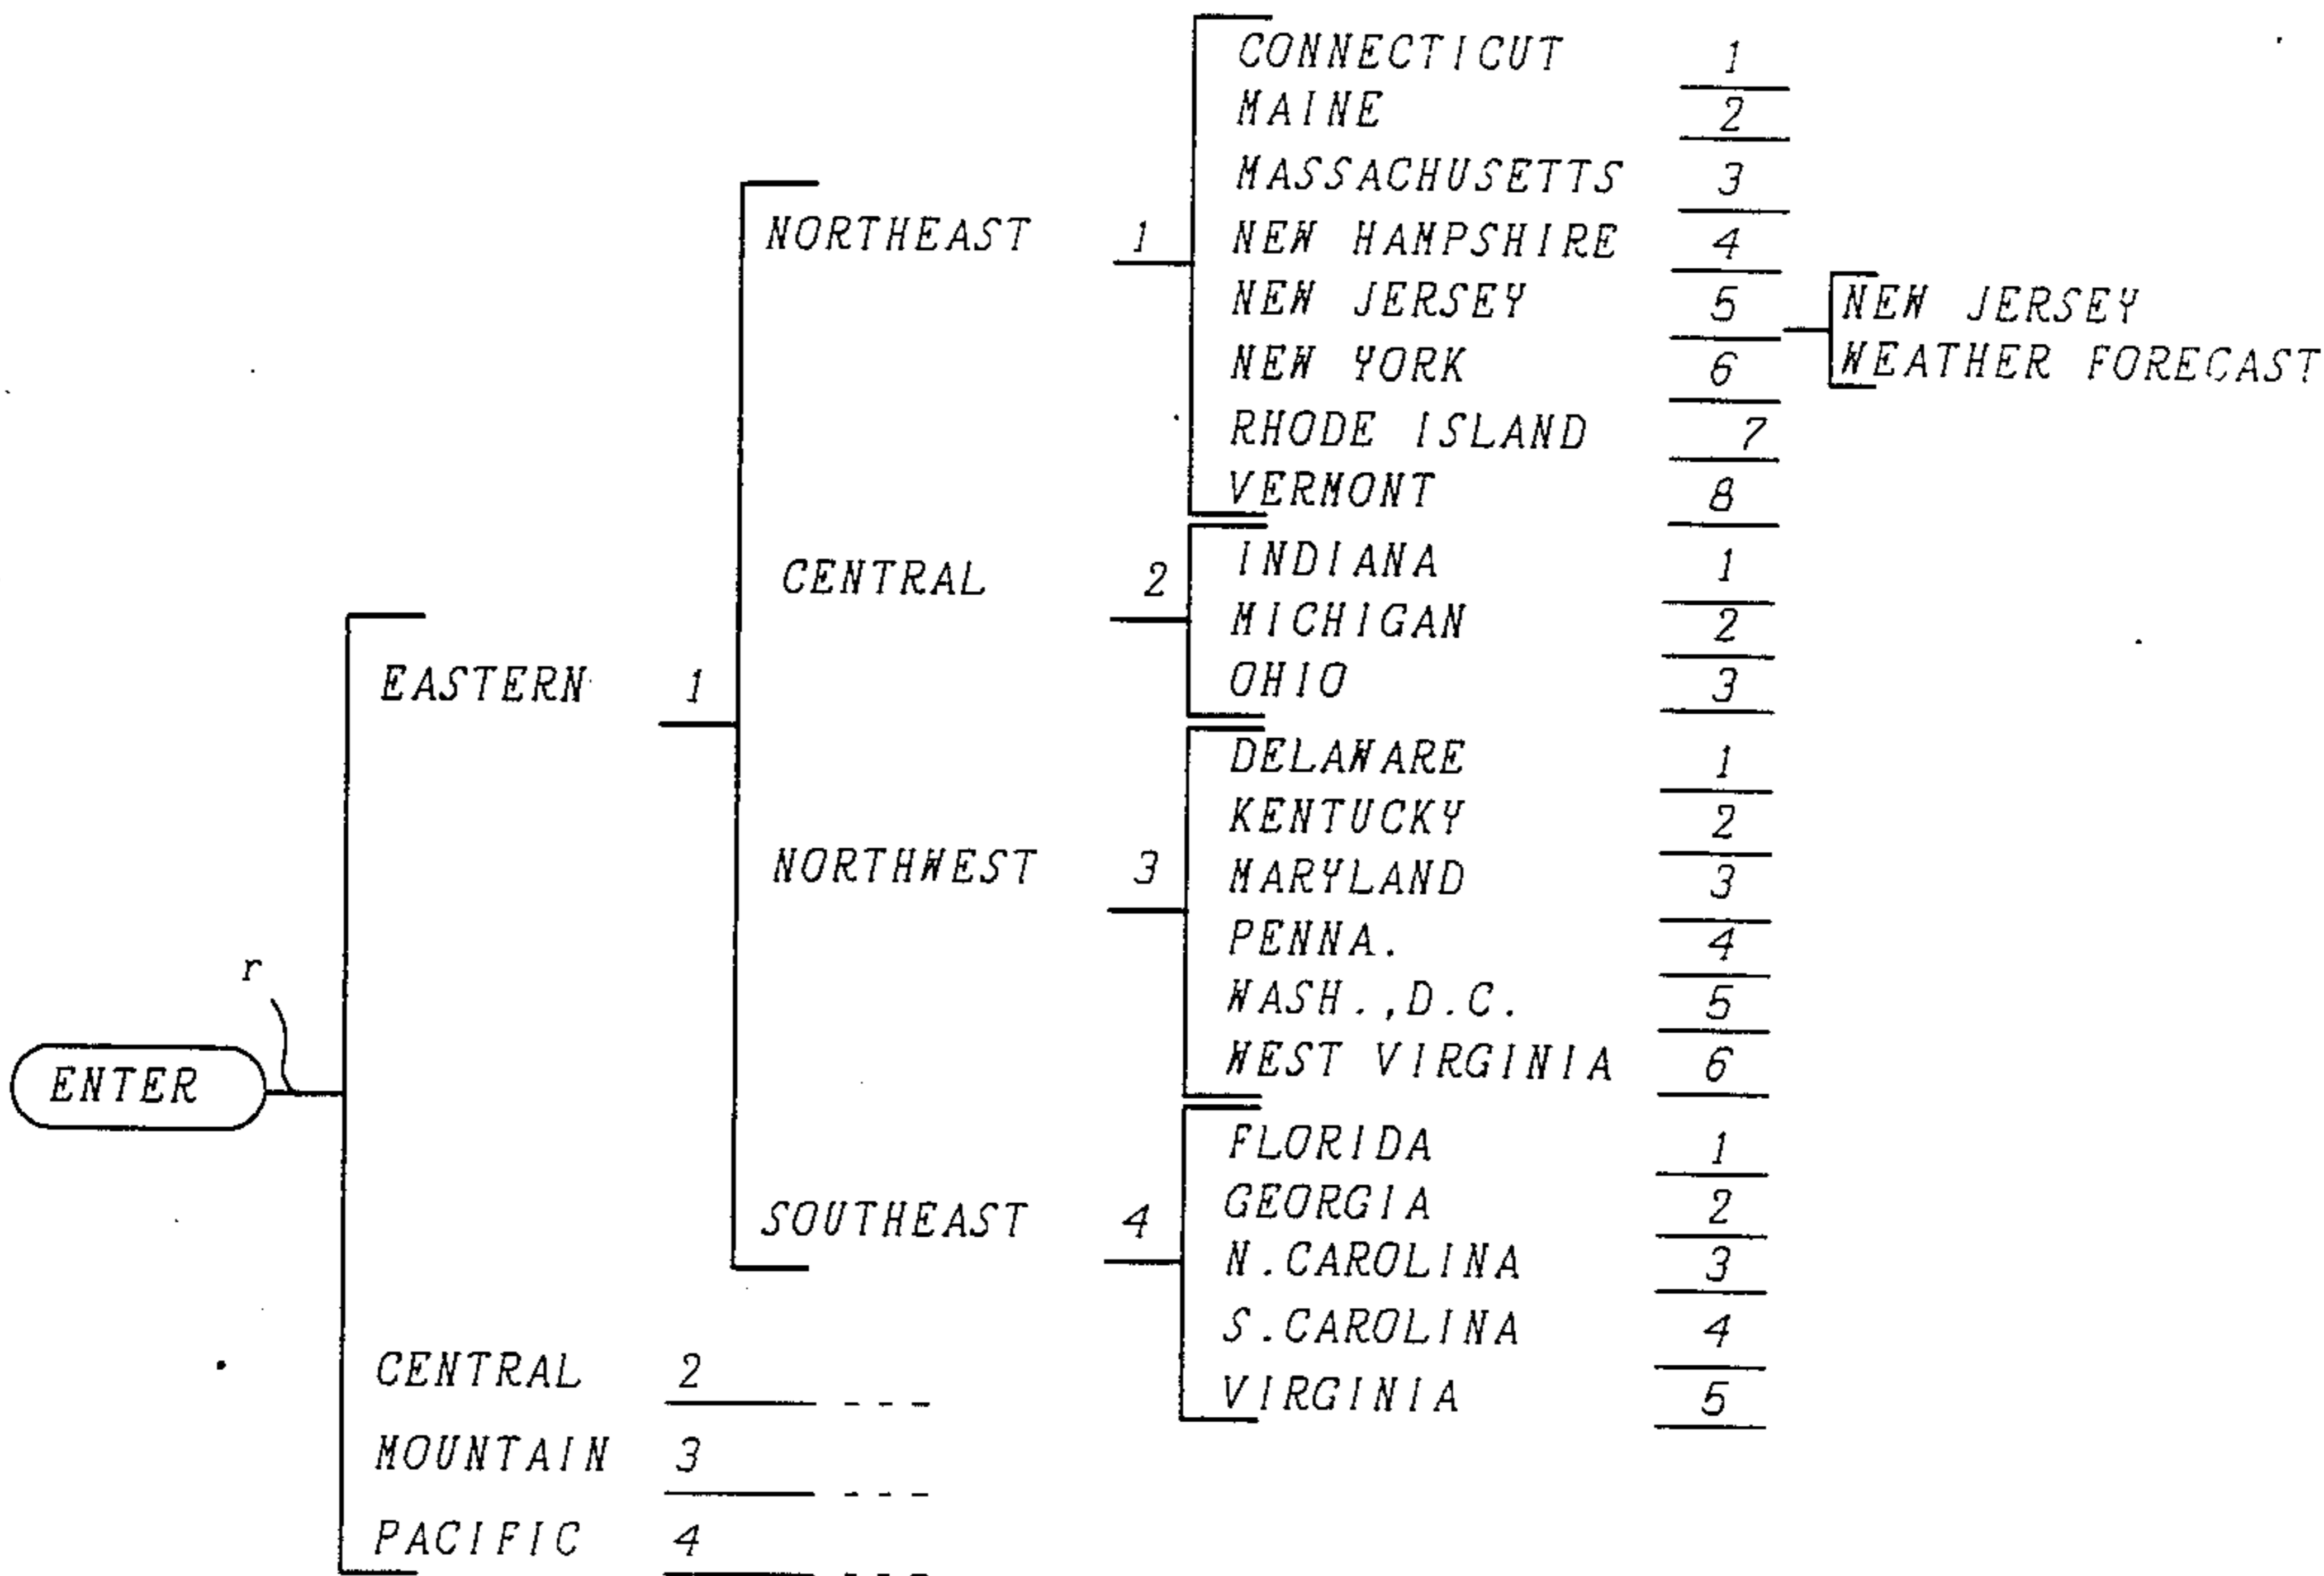 CONNECTICUT 1
MAINE 2
MASSACHUSETTS 3
NORTHEAST 1
NEW HAMPSHIRE 4
NEW JERSEY 5
NEW JERSEY
WEATHER FORECAST
NEW YORK 6
RHODE ISLAND 7
VERMONT 8
CENTRAL 2
INDIANA 1
MICHIGAN 2
OHIO 3
EASTERN 1
DELAWARE 1
KENTUCKY 2
NORTHWEST 3
MARYLAND 3
PENNA. 4
WASH.,D.C. 5
WEST VIRGINIA 6
r
ENTER
FLORIDA 1
GEORGIA 2
SOUTHEAST 4
N.CAROLINA 3
S.CAROLINA 4
VIRGINIA 5
CENTRAL 2
MOUNTAIN 3
PACIFIC 4